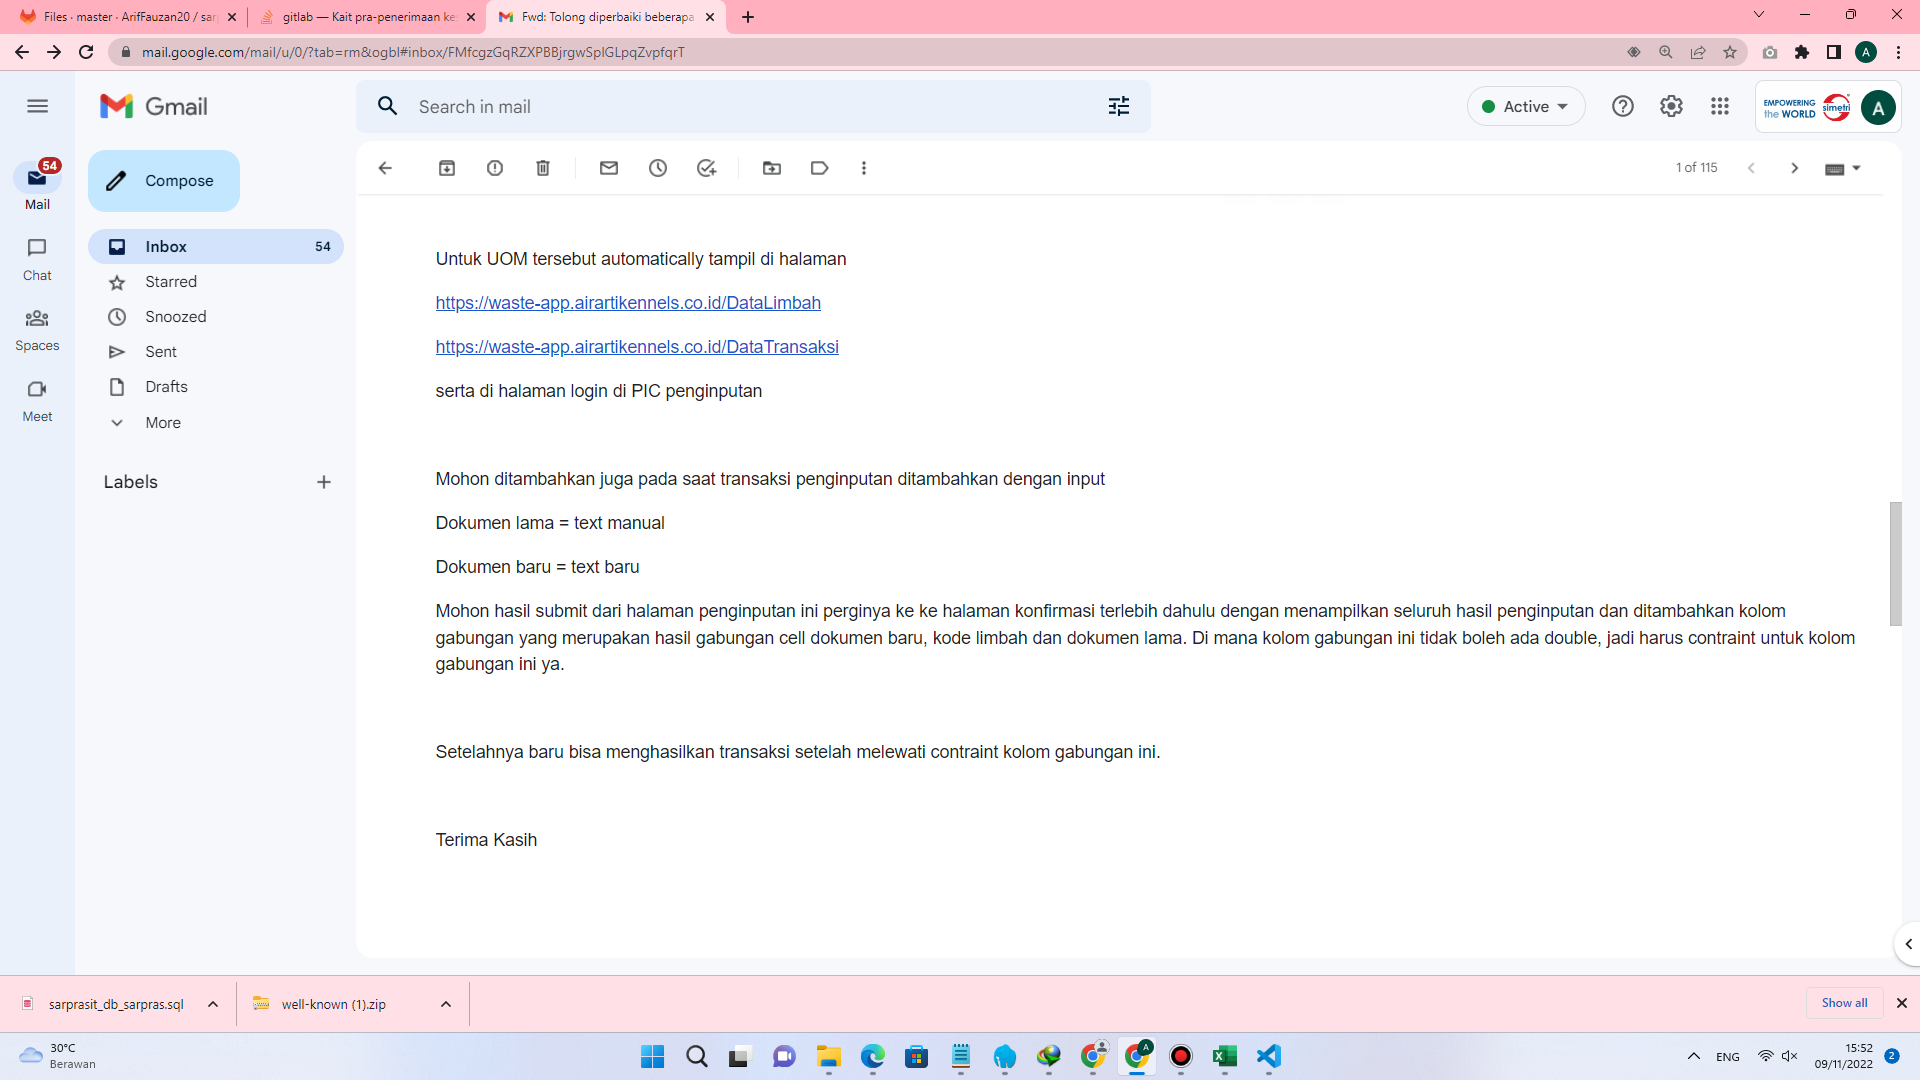 Files · master · ArifFauzan20 / sar
gitlab — Kait pra-penerimaan ke
Fwd: Tolong diperbaiki beberapa
mail.google.com/mail/u/0/?tab=rm&ogbl#inbox/FMfcgzGqRZXPBBjrgwSplGLpqZvpfqrT
A
Gmail
Search in mail
Active
EMPOWERING the WORLD
simetri
A
54
Mail
Chat
Spaces
Meet
Compose
Inbox 54
Starred
Snoozed
Sent
Drafts
More
Labels
1 of 115
Untuk UOM tersebut automatically tampil di halaman
https://waste-app.airartikennels.co.id/DataLimbah
https://waste-app.airartikennels.co.id/DataTransaksi
serta di halaman login di PIC penginputan
Mohon ditambahkan juga pada saat transaksi penginputan ditambahkan dengan input
Dokumen lama = text manual
Dokumen baru = text baru
Mohon hasil submit dari halaman penginputan ini perginya ke ke halaman konfirmasi terlebih dahulu dengan menampilkan seluruh hasil penginputan dan ditambahkan kolom
gabungan yang merupakan hasil gabungan cell dokumen baru, kode limbah dan dokumen lama. Di mana kolom gabungan ini tidak boleh ada double, jadi harus contraint untuk kolom
gabungan ini ya.
Setelahnya baru bisa menghasilkan transaksi setelah melewati contraint kolom gabungan ini.
Terima Kasih
sarprasit_db_sarpras.sql
well-known (1).zip
Show all
30°C
Berawan
A
ENG
15:52
09/11/2022
2